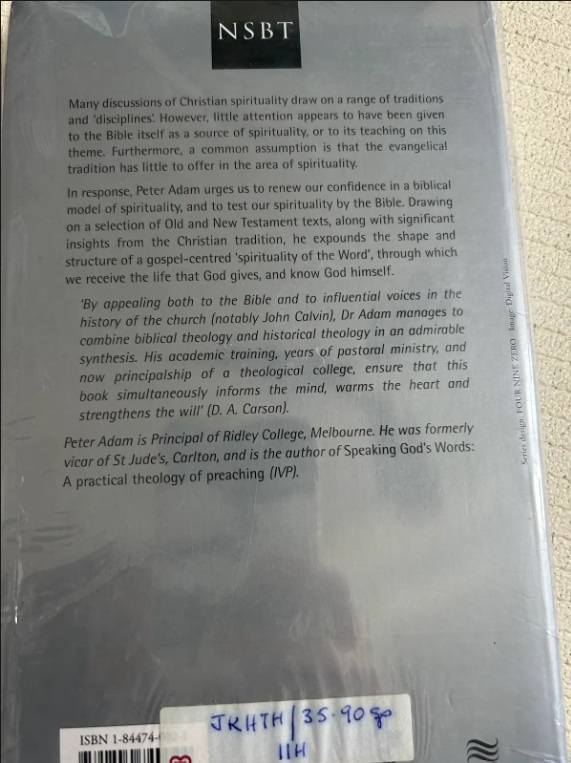 NSBT
Many discussions of Christian spirituality draw on a range of traditions
and 'disciplines'. However, little attention appears to have been given
to the Bible itself as a source of spirituality, or to its teaching on this
theme. Furthermore, a common assumption is that the evangelical
tradition has little to offer in the area of spirituality.
In response, Peter Adam urges us to renew our confidence in a biblical
model of spirituality, and to test our spirituality by the Bible. Drawing
on a selection of Old and New Testament texts, along with significant
insights from the Christian tradition, he expounds the shape and
structure of a gospel-centred 'spirituality of the Word', through which
we receive the life that God gives, and know God himself.
'By appealing both to the Bible and to influential voices in the
history of the church (notably John Calvin), Dr Adam manages to
combine biblical theology and historical theology in an admirable
synthesis. His academic training, years of pastoral ministry, and
now principalship of a theological college, ensure that this
book simultaneously informs the mind, warms the heart and
strengthens the will' (D. A. Carson).
Peter Adam is Principal of Ridley College, Melbourne. He was formerly
vicar of St Jude's, Carlton, and is the author of Speaking God's Words:
A practical theology of preaching (IVP).
Series design: FOUR NINE ZERO Image: Digital Vision
ISBN 1-84474-
JKHTH/35.90
11H